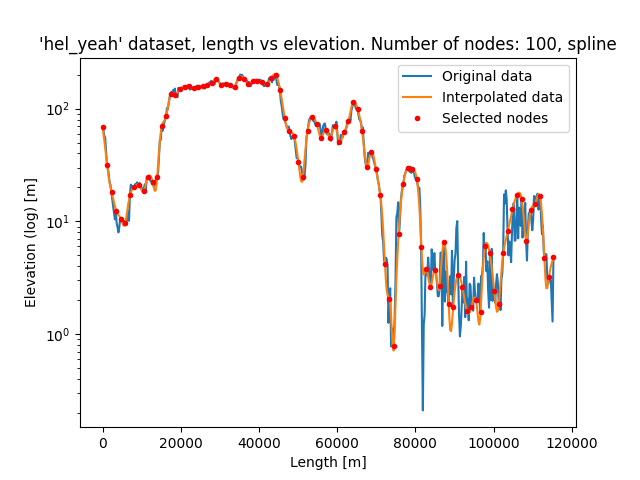 'hel_yeah' dataset, length vs elevation. Number of nodes: 100, spline
Original data
Interpolated data
Selected nodes
Elevation (log) [m]
10²
10¹
10⁰
0 20000 40000 60000 80000 100000 120000
Length [m]